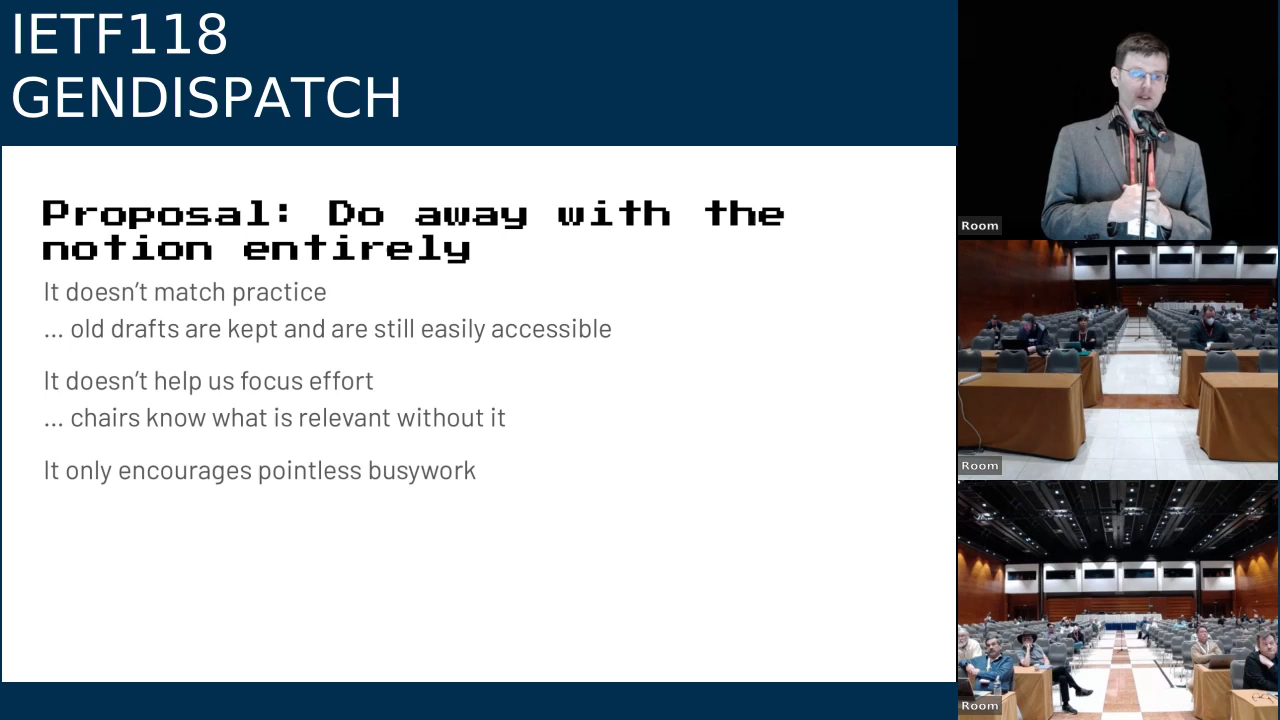 IETF118
GENDISPATCH
Proposal: Do away with the
notion entirely
It doesn’t match practice
... old drafts are kept and are still easily accessible
It doesn’t help us focus effort
... chairs know what is relevant without it
It only encourages pointless busywork
Room
Room
Room